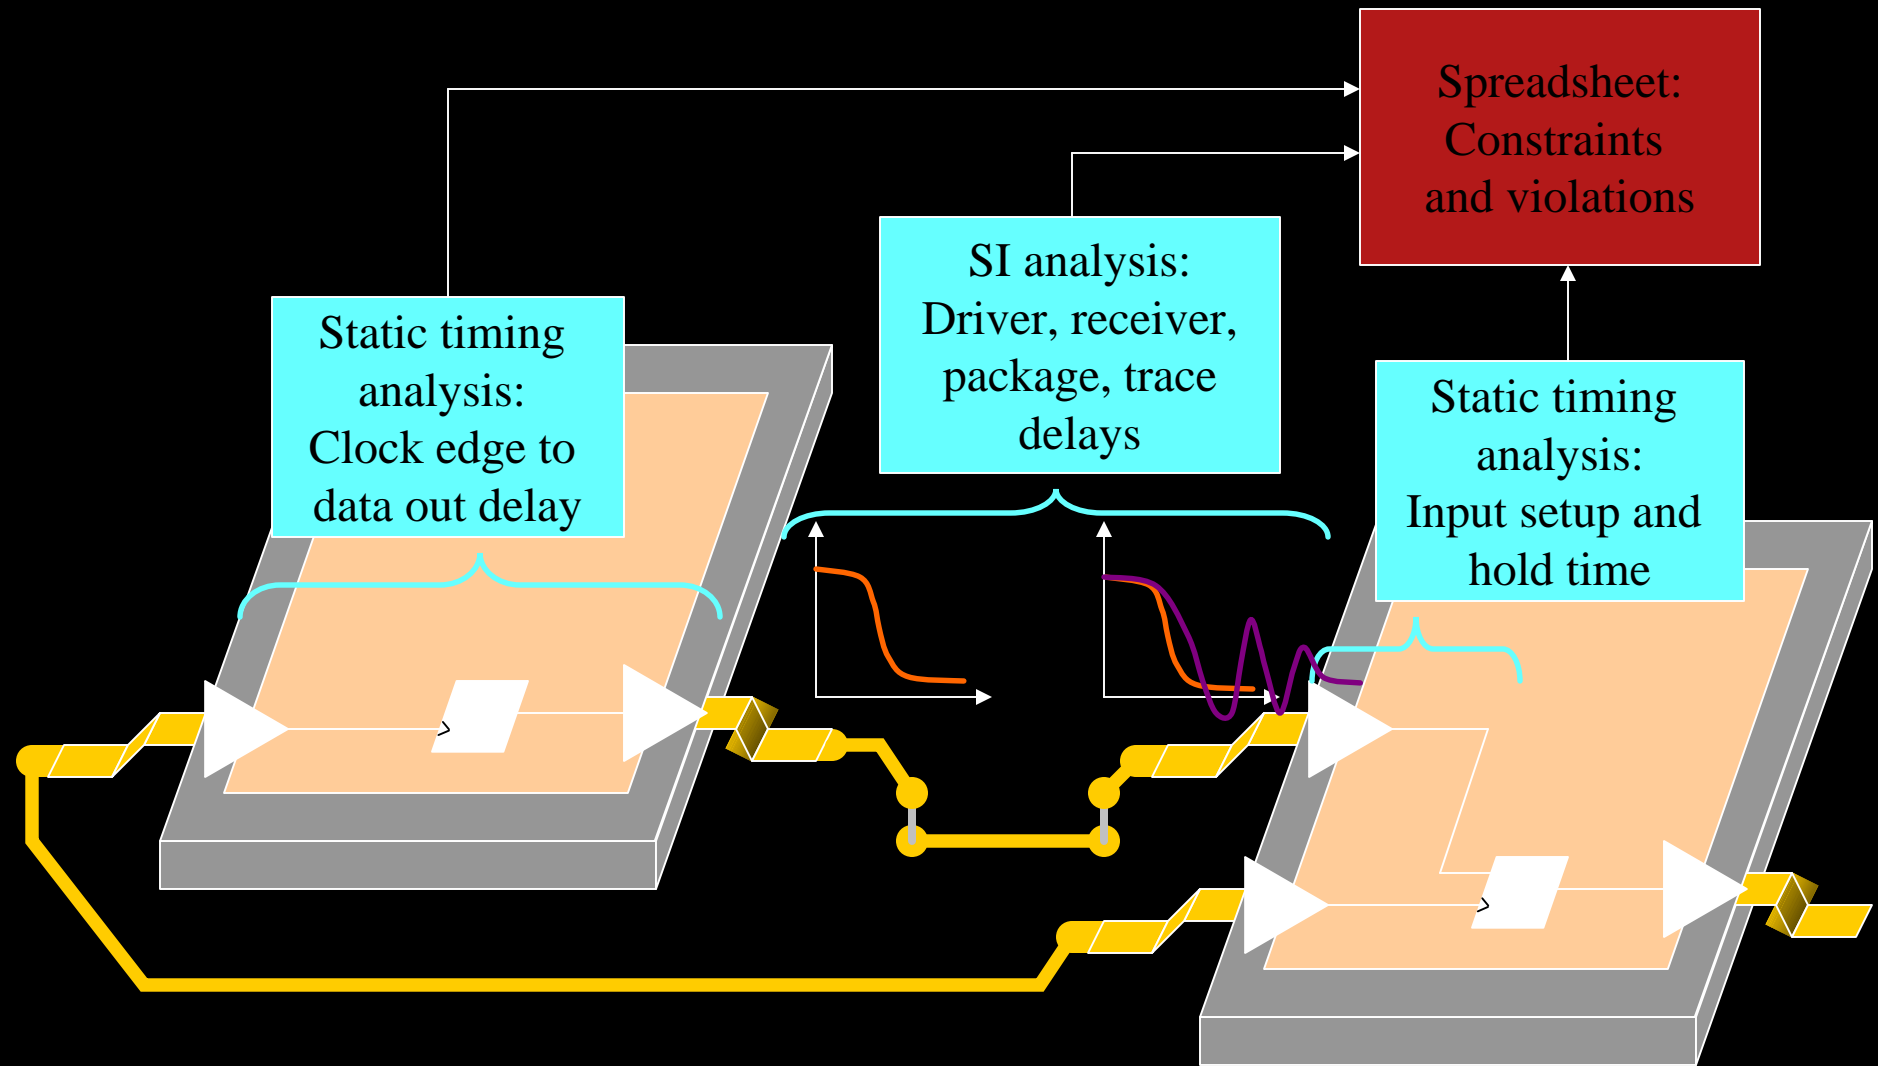 Spreadsheet:
Constraints
and violations
SI analysis:
Driver, receiver,
package, trace
delays
Static timing
analysis:
Clock edge to
data out delay
Static timing
analysis:
Input setup and
hold time